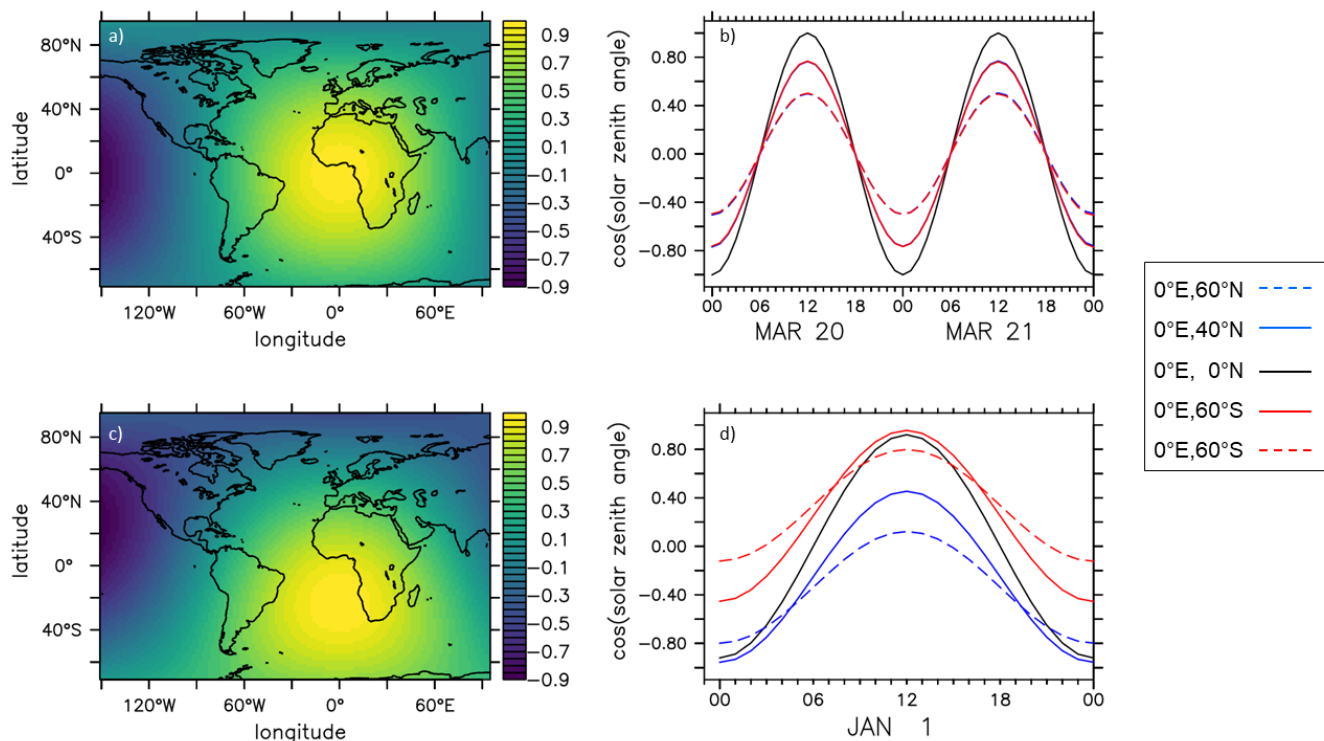 a)
80°N
40°N
0°
40°S
latitude
120°W 60°W 0° 60°E
longitude
0.9
0.7
0.5
0.3
0.1
−0.1
−0.3
−0.5
−0.7
−0.9
b)
cos(solar zenith angle)
0.80
0.40
0.00
−0.40
−0.80
00 06 12 18 00 06 12 18 00
MAR 20 MAR 21
c)
80°N
40°N
0°
40°S
latitude
120°W 60°W 0° 60°E
longitude
0.9
0.7
0.5
0.3
0.1
−0.1
−0.3
−0.5
−0.7
−0.9
d)
cos(solar zenith angle)
0.80
0.40
0.00
−0.40
−0.80
00 06 12 18 00
JAN 1
0°E,60°N
0°E,40°N
0°E, 0°N
0°E,60°S
0°E,60°S